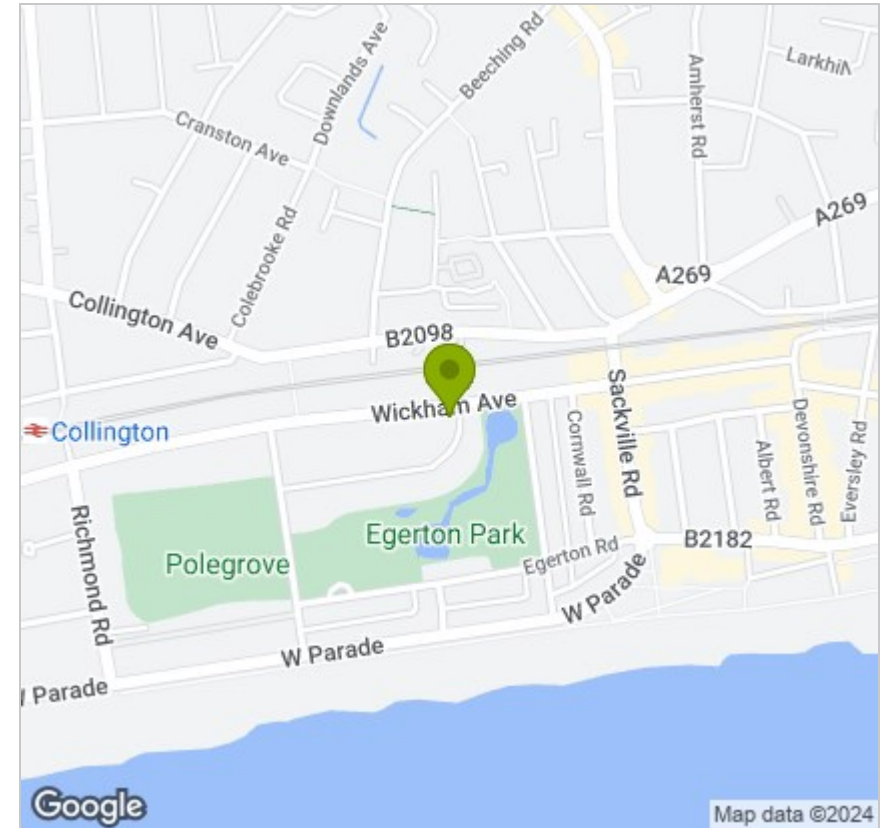 Downlands Ave
Beeching Rd
Amherst Rd
Cranston Ave
Colebrooke Rd
A269
A269
Collington Ave
B2098
Wickham Ave
Sackville Rd
Collington
Cornwall Rd
Albert Rd
Devonshire Rd
Eversley Rd
Richmond Rd
Polegrove
Egerton Park
Egerton Rd
B2182
W Parade
W Parade
Parade
Google
Map data ©2024